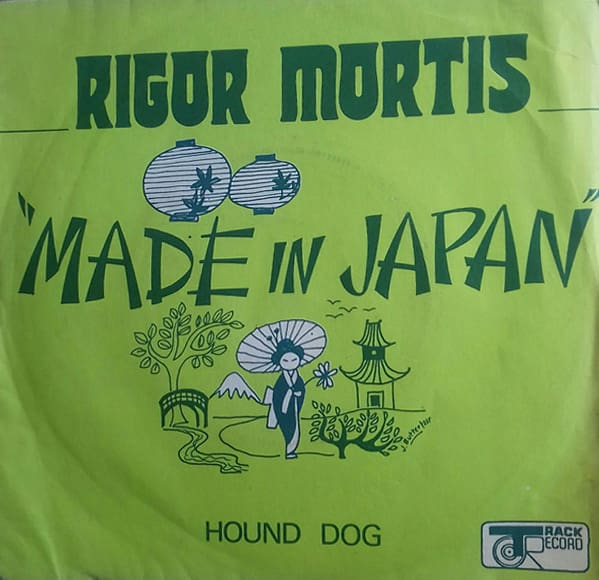 RIGOR MORTIS
"MADE IN JAPAN"
HOUND DOG
TRACK
RECORD